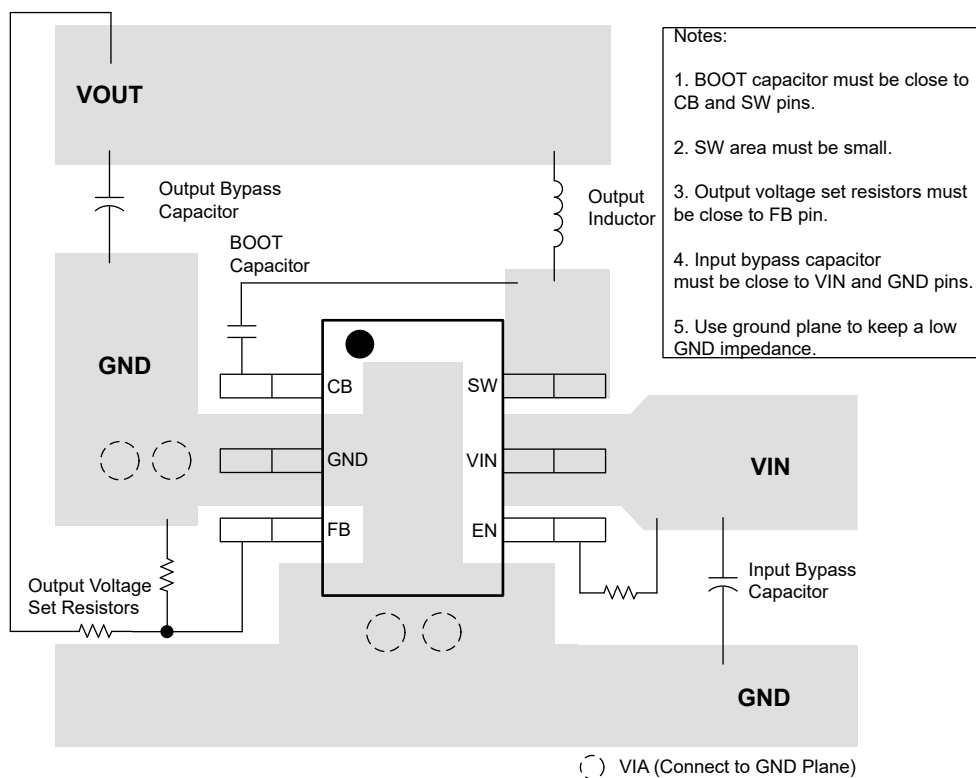 VOUT
Output Bypass
Capacitor
Output
Inductor
BOOT
Capacitor
GND
CB
SW
GND
VIN
FB
EN
VIN
Output Voltage
Set Resistors
Input Bypass
Capacitor
GND
VIA (Connect to GND Plane)
Notes:
1. BOOT capacitor must be close to
CB and SW pins.
2. SW area must be small.
3. Output voltage set resistors must
be close to FB pin.
4. Input bypass capacitor
must be close to VIN and GND pins.
5. Use ground plane to keep a low
GND impedance.